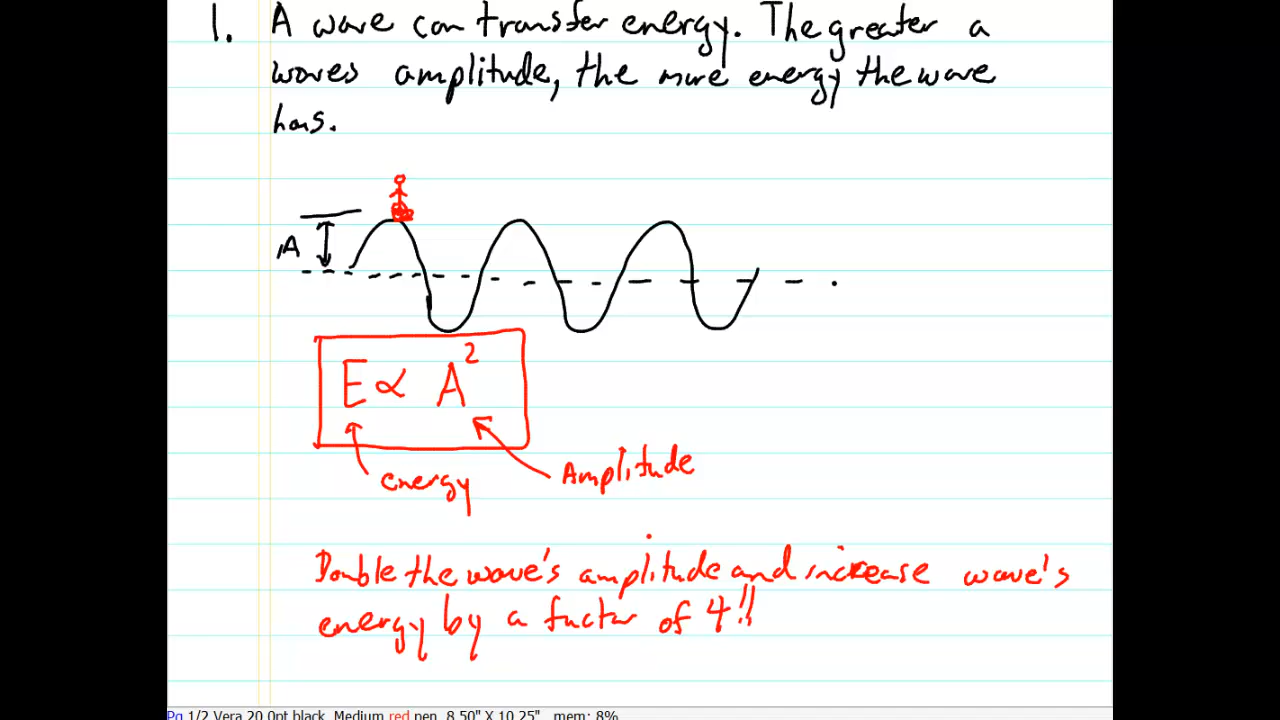 1. A wave can transfer energy. The greater a
waves amplitude, the more energy the wave
has.
A
E ∝ A²
energy
Amplitude
Double the wave's amplitude and increase wave's
energy by a factor of 4!!
Pg 1/2 Vera 20.0pt black, Medium red pen, 8.50" X 10.25" mem: 8%